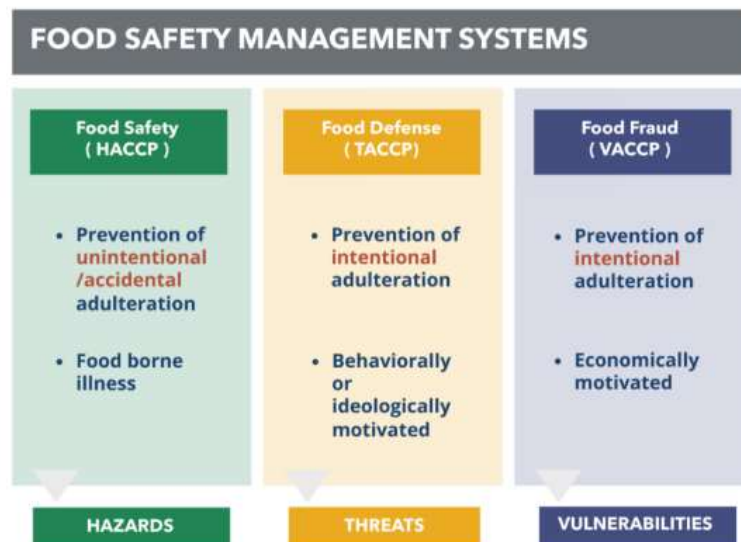 FOOD SAFETY MANAGEMENT SYSTEMS
Food Safety
( HACCP )
• Prevention of
unintentional
/accidental
adulteration
• Food borne
illness
HAZARDS
Food Defense
( TACCP)
• Prevention of
intentional
adulteration
• Behaviorally
or
ideologically
motivated
THREATS
Food Fraud
( VACCP )
• Prevention of
intentional
adulteration
• Economically
motivated
VULNERABILITIES